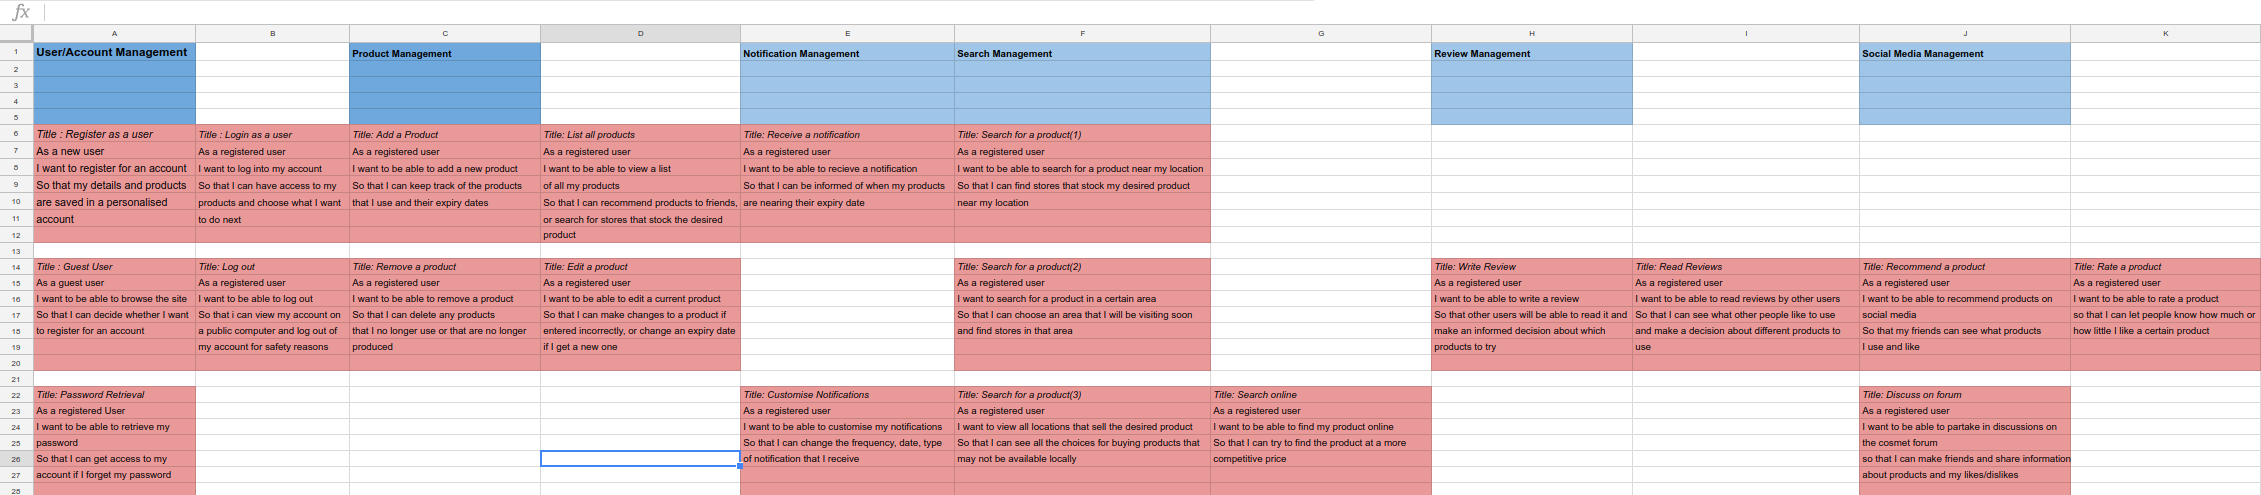 fx
A B C D E F G H I J K
1 User/Account Management Product Management Notification Management Search Management Review Management Social Media Management
2
3
4
5
6 Title : Register as a user Title : Login as a user Title: Add a Product Title: List all products Title: Receive a notification Title: Search for a product(1)
7 As a new user As a registered user As a registered user As a registered user As a registered user As a registered user
8 I want to register for an account I want to log into my account I want to be able to add a new product I want to be able to view a list I want to be able to recieve a notification I want to be able to search for a product near my location
9 So that my details and products So that I can have access to my So that I can keep track of the products of all my products So that I can be informed of when my products So that I can find stores that stock my desired product
10 are saved in a personalised products and choose what I want that I use and their expiry dates So that I can recommend products to friends, are nearing their expiry date near my location
11 account to do next or search for stores that stock the desired
12 product
13
14 Title : Guest User Title: Log out Title: Remove a product Title: Edit a product Title: Search for a product(2) Title: Write Review Title: Read Reviews Title: Recommend a product Title: Rate a product
15 As a guest user As a registered user As a registered user As a registered user As a registered user As a registered user As a registered user As a registered user As a registered user
16 I want to be able to browse the site I want to be able to log out I want to be able to remove a product I want to be able to edit a current product I want to search for a product in a certain area I want to be able to write a review I want to be able to read reviews by other users I want to be able to recommend products on I want to be able to rate a product
17 So that I can decide whether I want So that i can view my account on So that I can delete any products So that I can make changes to a product if So that I can choose an area that I will be visiting soon So that other users will be able to read it and So that I can see what other people like to use social media so that I can let people know how much or
18 to register for an account a public computer and log out of that I no longer use or that are no longer entered incorrectly, or change an expiry date and find stores in that area make an informed decision about which and make a decision about different products to So that my friends can see what products how little I like a certain product
19 my account for safety reasons produced if I get a new one products to try use I use and like
20
21
22 Title: Password Retrieval Title: Customise Notifications Title: Search for a product(3) Title: Search online Title: Discuss on forum
23 As a registered User As a registered user As a registered user As a registered user As a registered user
24 I want to be able to retrieve my I want to be able to customise my notifications I want to view all locations that sell the desired product I want to be able to find my product online I want to be able to partake in discussions on
25 password So that I can change the frequency, date, type So that I can see all the choices for buying products that So that I can try to find the product at a more the cosmet forum
26 So that I can get access to my of notification that I receive may not be available locally competitive price so that I can make friends and share information
27 account if I forget my password about products and my likes/dislikes
28